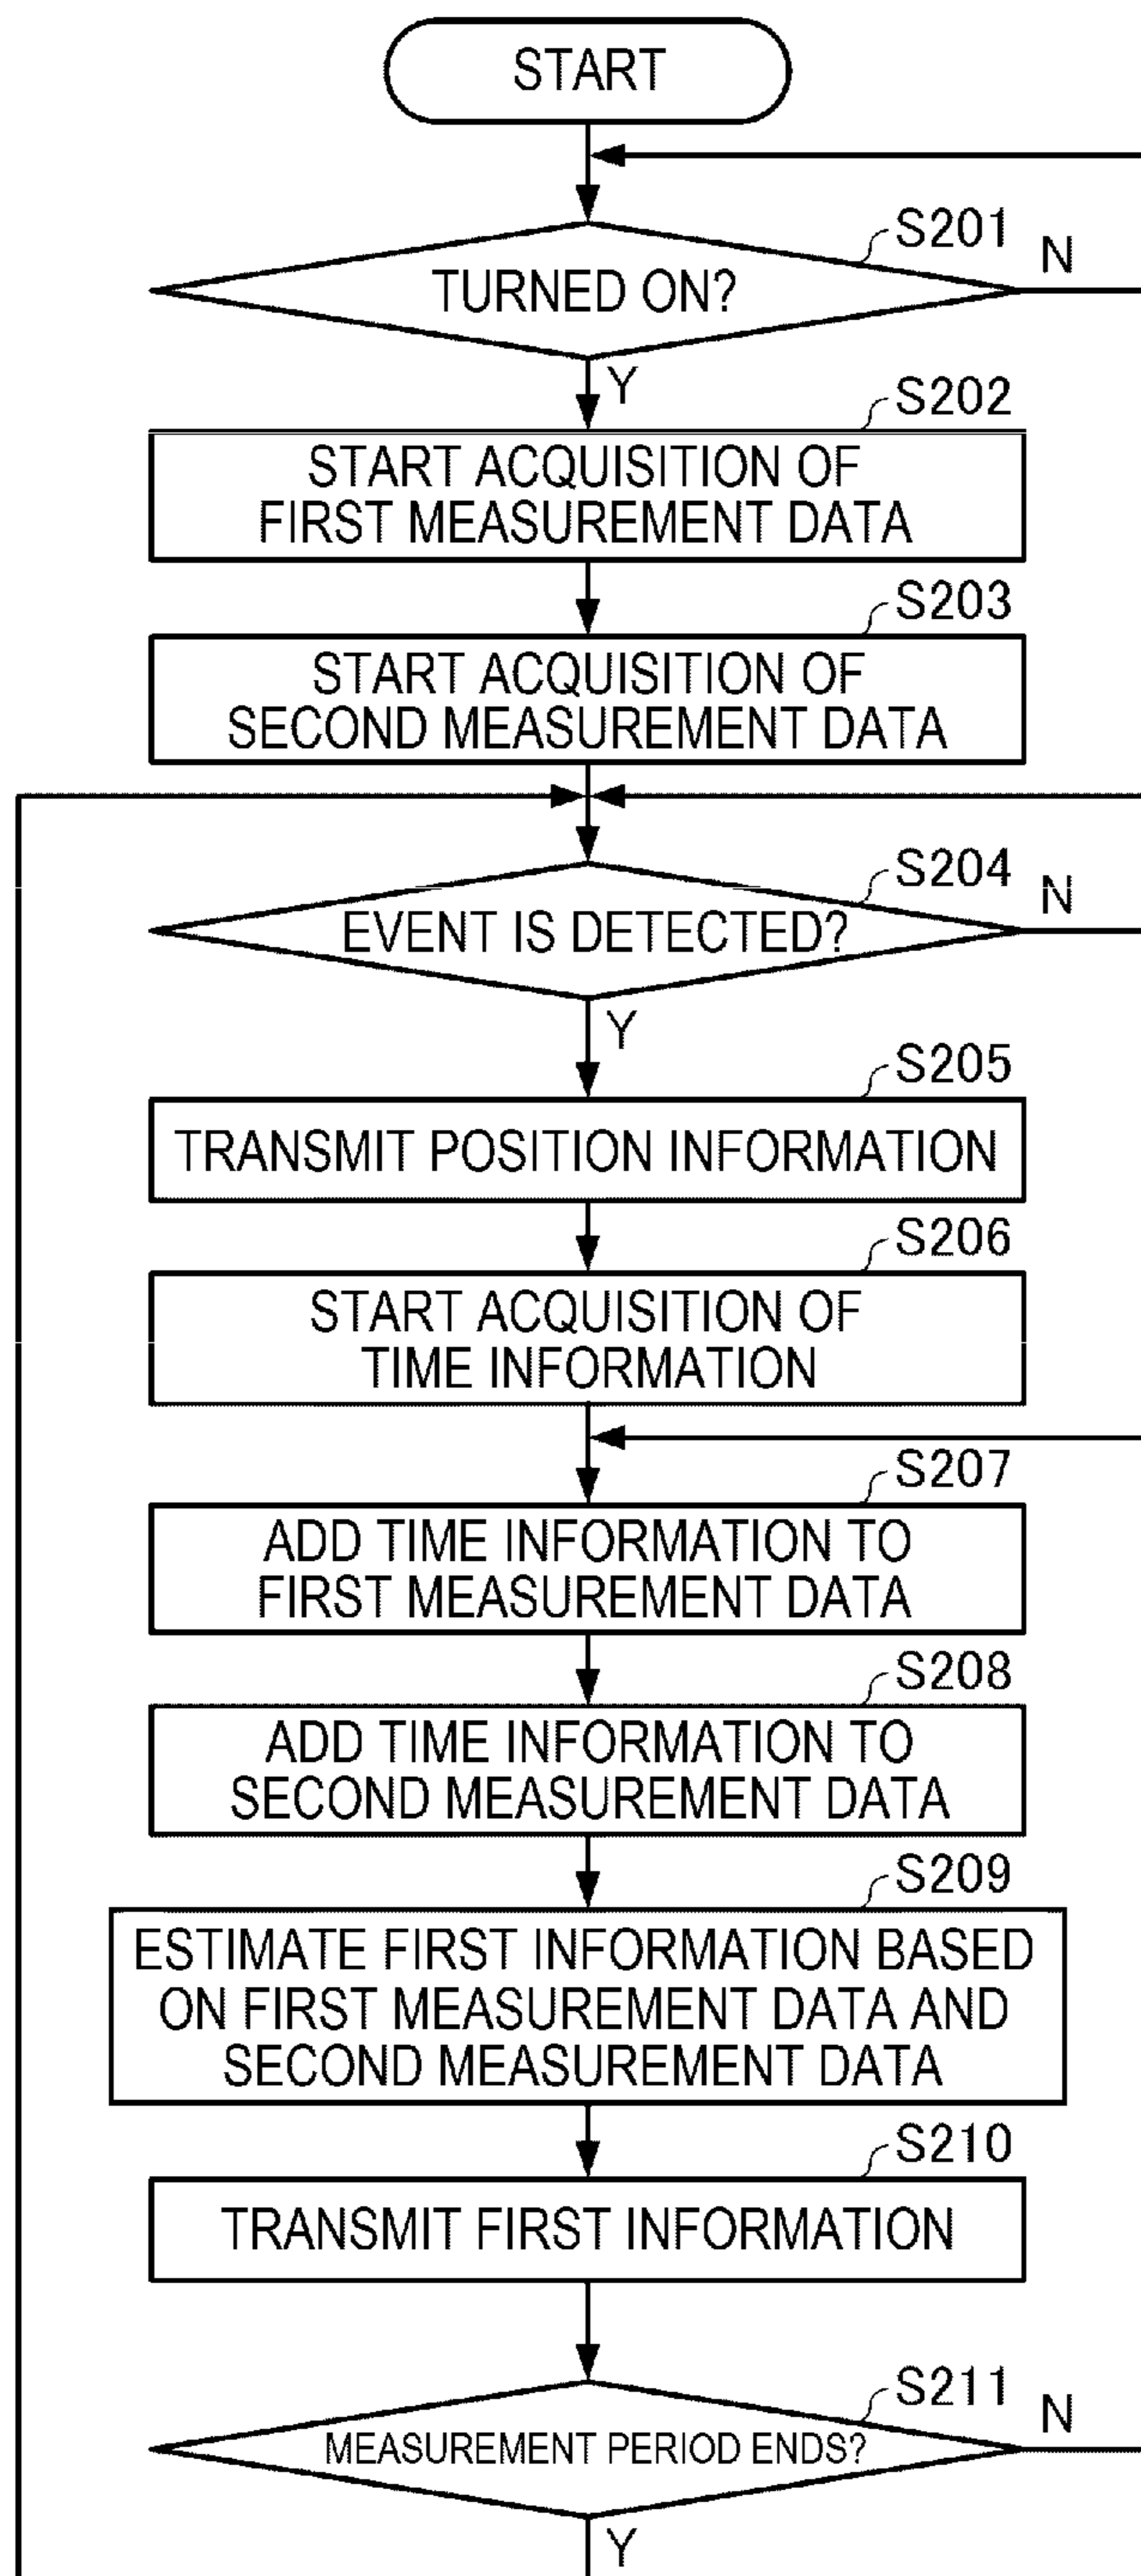 START
S201
TURNED ON?
N
Y
S202
START ACQUISITION OF
FIRST MEASUREMENT DATA
S203
START ACQUISITION OF
SECOND MEASUREMENT DATA
S204
EVENT IS DETECTED?
N
Y
S205
TRANSMIT POSITION INFORMATION
S206
START ACQUISITION OF
TIME INFORMATION
S207
ADD TIME INFORMATION TO
FIRST MEASUREMENT DATA
S208
ADD TIME INFORMATION TO
SECOND MEASUREMENT DATA
S209
ESTIMATE FIRST INFORMATION BASED
ON FIRST MEASUREMENT DATA AND
SECOND MEASUREMENT DATA
S210
TRANSMIT FIRST INFORMATION
S211
MEASUREMENT PERIOD ENDS?
N
Y